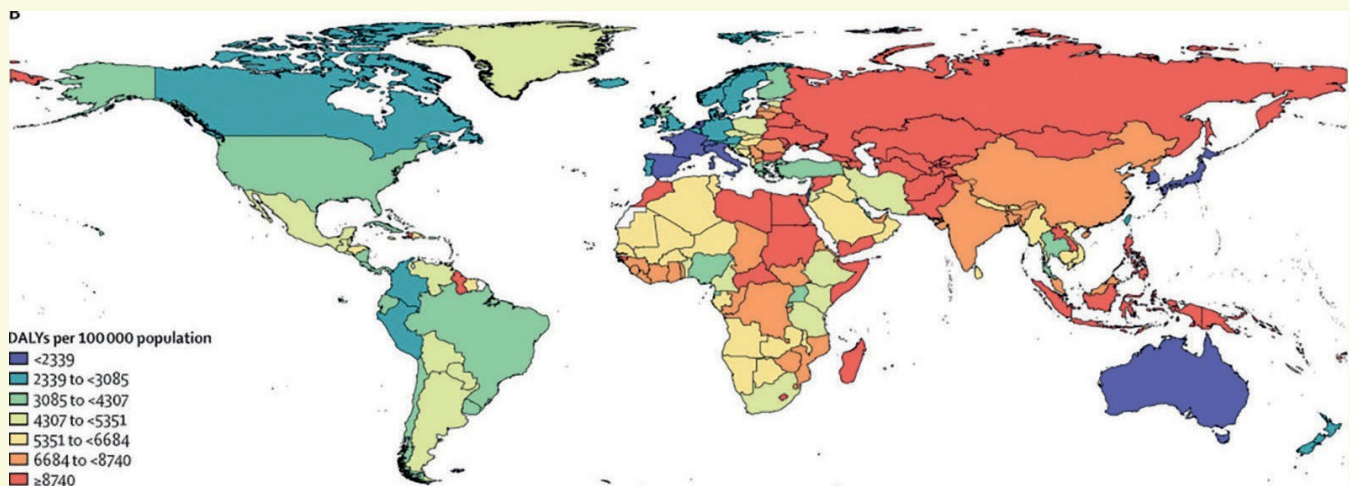 B
DALYs per 100 000 population
<2339
2339 to <3085
3085 to <4307
4307 to <5351
5351 to <6684
6684 to <8740
≥8740